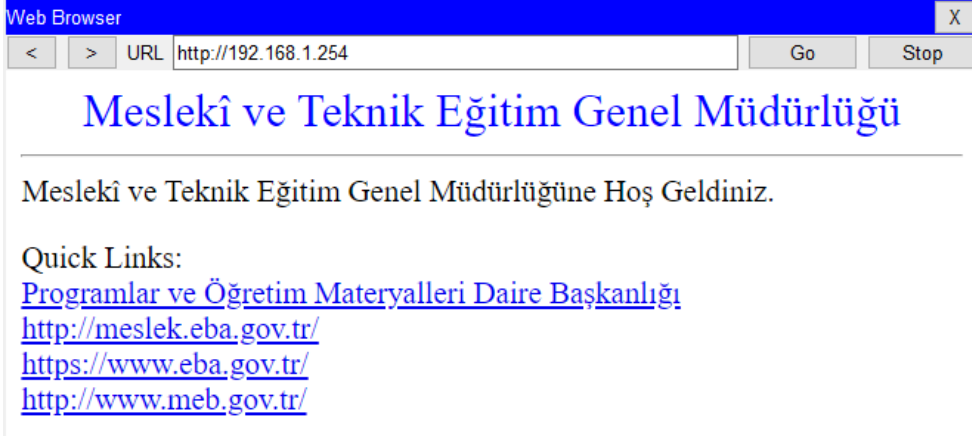 Web Browser X
< > URL http://192.168.1.254 Go Stop
Meslekî ve Teknik Eğitim Genel Müdürlüğü
Meslekî ve Teknik Eğitim Genel Müdürlüğüne Hoş Geldiniz.
Quick Links:
Programlar ve Öğretim Materyalleri Daire Başkanlığı
http://meslek.eba.gov.tr/
https://www.eba.gov.tr/
http://www.meb.gov.tr/